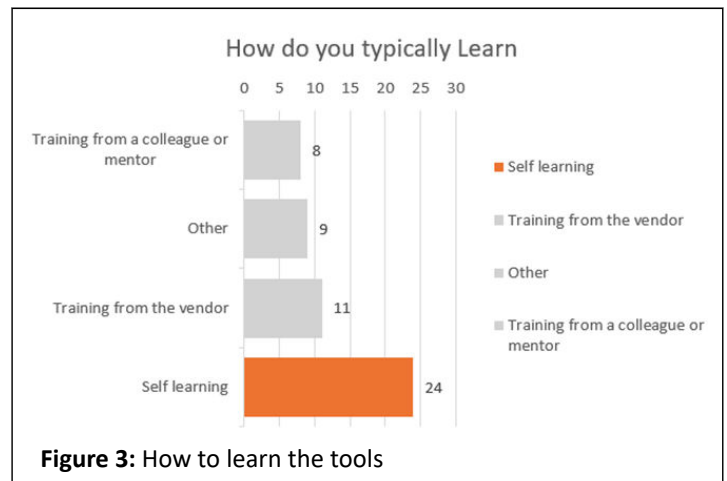 How do you typically Learn
0 5 10 15 20 25 30
Training from a colleague or
mentor
8
Other
9
Training from the vendor
11
Self learning
24
Self learning
Training from the vendor
Other
Training from a colleague or
mentor
Figure 3: How to learn the tools